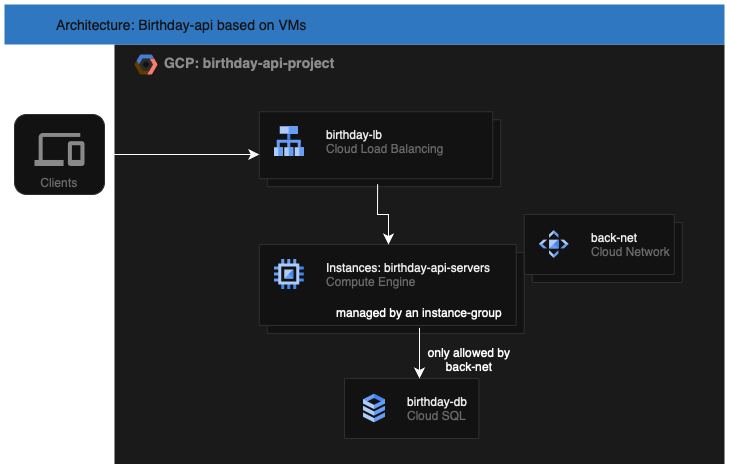 Architecture: Birthday-api based on VMs
GCP: birthday-api-project
birthday-lb
Cloud Load Balancing
Clients
back-net
Cloud Network
Instances: birthday-api-servers
Compute Engine
managed by an instance-group
only allowed by
back-net
birthday-db
Cloud SQL